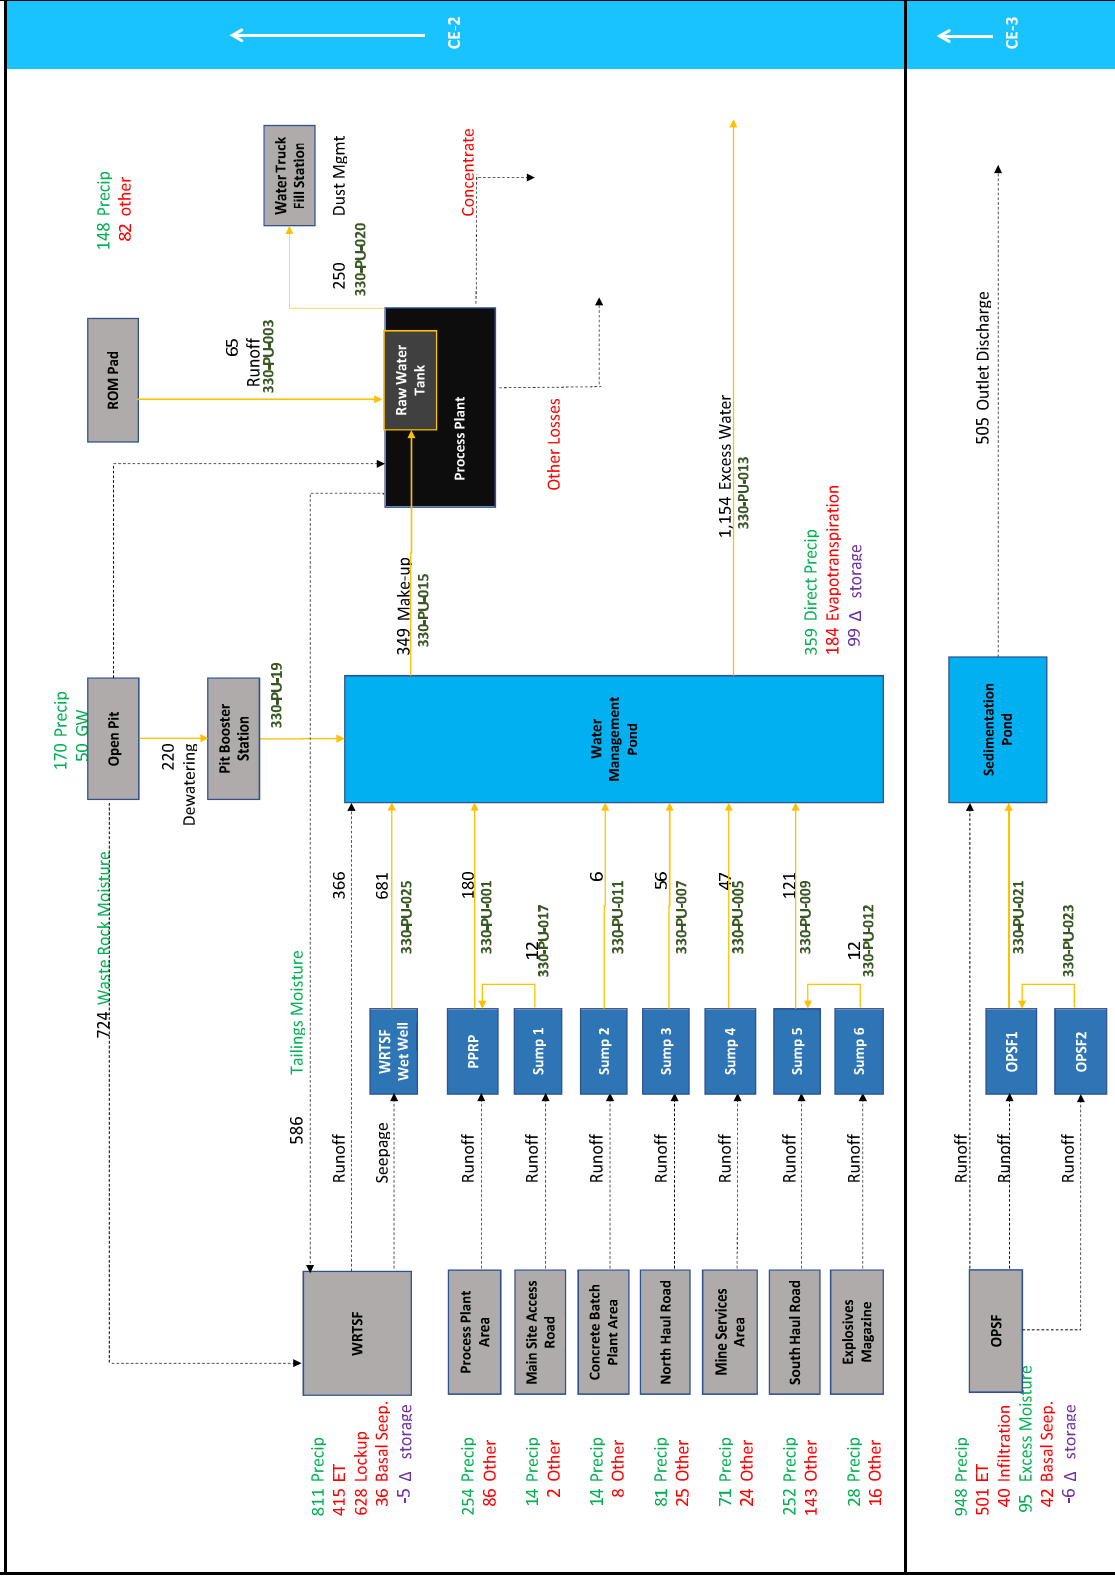 170 Precip
50 GW
Open Pit
220
Dewatering
Pit Booster
Station
330-PU-19
724 Waste Rock Moisture
ROM Pad
148 Precip
82 other
65
Runoff
330-PU-003
Water Truck
Fill Station
Dust Mgmt
250
330-PU-020
Raw Water
Tank
Process Plant
Concentrate
Other Losses
349 Make-up
330-PU-015
586
Tailings Moisture
811 Precip
415 ET
628 Lockup
36 Basal Seep.
-5 Δ storage
WRTSF
Runoff
366
Seepage
WRTSF
Wet Well
681
330-PU-025
254 Precip
86 Other
Process Plant
Area
Runoff
PPRP
180
330-PU-001
14 Precip
2 Other
Main Site Access
Road
Runoff
Sump 1
12
330-PU-017
14 Precip
8 Other
Concrete Batch
Plant Area
Runoff
Sump 2
6
330-PU-011
81 Precip
25 Other
North Haul Road
Runoff
Sump 3
56
330-PU-007
71 Precip
24 Other
Mine Services
Area
Runoff
Sump 4
47
330-PU-005
252 Precip
143 Other
South Haul Road
Runoff
Sump 5
121
330-PU-009
28 Precip
16 Other
Explosives
Magazine
Runoff
Sump 6
12
330-PU-012
Water
Management
Pond
1,154 Excess Water
330-PU-013
359 Direct Precip
184 Evapotranspiration
99 Δ storage
CE-2
948 Precip
501 ET
40 Infiltration
95 Excess Moisture
42 Basal Seep.
-6 Δ storage
OPSF
Runoff
Runoff
Runoff
OPSF1
330-PU-021
OPSF2
330-PU-023
Sedimentation
Pond
505 Outlet Discharge
CE-3